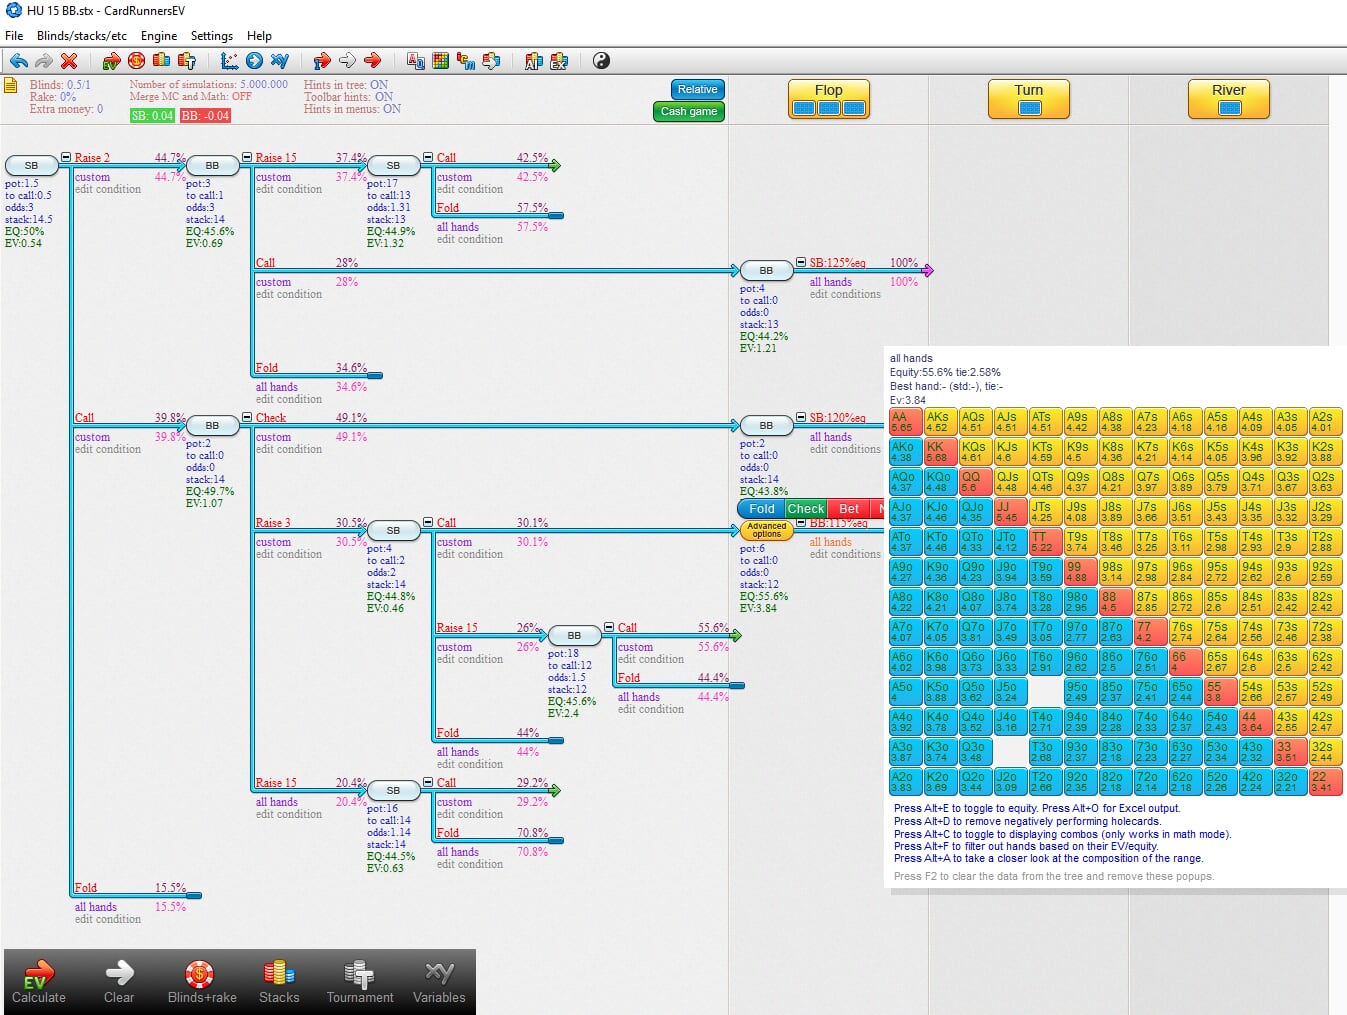 HU 15 BB.stx - CardRunnersEV
File Blinds/stacks/etc Engine Settings Help
Blinds: 0.5/1
Rake: 0%
Extra money: 0
Number of simulations: 5.000.000
Merge MC and Math: OFF
SB: 0.04 BB: -0.04
Hints in tree: ON
Toolbar hints: ON
Hints in menus: ON
Relative
Cash game
Flop
Turn
River
SB
pot:1.5
to call:0.5
odds:3
stack:14.5
EQ:50%
EV:0.54
Raise 2 44.7%
custom 44.7%
edit condition
BB
pot:3
to call:1
odds:3
stack:14
EQ:45.6%
EV:0.69
Raise 15 37.4%
custom 37.4%
edit condition
SB
pot:17
to call:13
odds:1.31
stack:13
EQ:44.9%
EV:1.32
Call 42.5%
custom 42.5%
edit condition
Fold 57.5%
all hands 57.5%
edit condition
Call 28%
custom 28%
edit condition
BB
pot:4
to call:0
odds:0
stack:13
EQ:44.2%
EV:1.21
SB:125%eq 100%
all hands 100%
edit conditions
Fold 34.6%
all hands 34.6%
edit condition
Call 39.8%
custom 39.8%
edit condition
BB
pot:2
to call:0
odds:0
stack:14
EQ:49.7%
EV:1.07
Check 49.1%
custom 49.1%
edit condition
BB
pot:2
to call:0
odds:0
stack:14
EQ:43.8%
SB:120%eq
all hands
edit conditions
Fold Check Bet
Raise 3 30.5%
custom 30.5%
edit condition
SB
pot:4
to call:2
odds:2
stack:14
EQ:44.8%
EV:0.46
Call 30.1%
custom 30.1%
edit condition
Advanced
options
pot:6
to call:0
odds:0
stack:12
EQ:55.6%
EV:3.84
BB:115%eq
all hands
edit conditions
Raise 15 26%
custom 26%
edit condition
BB
pot:18
to call:12
odds:1.5
stack:12
EQ:45.6%
EV:2.4
Call 55.6%
custom 55.6%
edit condition
Fold 44.4%
all hands 44.4%
edit condition
Fold 44%
all hands 44%
edit condition
Raise 15 20.4%
all hands 20.4%
edit condition
SB
pot:16
to call:14
odds:1.14
stack:14
EQ:44.5%
EV:0.63
Call 29.2%
custom 29.2%
edit condition
Fold 70.8%
all hands 70.8%
edit condition
Fold 15.5%
all hands 15.5%
edit condition
all hands
Equity:55.6% tie:2.58%
Best hand:- (std:-), tie:-
Ev:3.84
AA AKs AQs AJs ATs A9s A8s A7s A6s A5s A4s A3s A2s
5.65 4.52 4.51 4.51 4.51 4.42 4.38 4.23 4.18 4.16 4.09 4.05 4.01
AKo KK KQs KJs KTs K9s K8s K7s K6s K5s K4s K3s K2s
4.38 5.68 4.61 4.6 4.59 4.5 4.36 4.21 4.14 4.05 3.96 3.92 3.88
AQo KQo QQ QJs QTs Q9s Q8s Q7s Q6s Q5s Q4s Q3s Q2s
4.37 4.48 5.6 4.48 4.46 4.37 4.21 3.97 3.89 3.79 3.71 3.67 3.63
AJo KJo QJo JJ JTs J9s J8s J7s J6s J5s J4s J3s J2s
4.37 4.46 4.35 5.45 4.25 4.08 3.89 3.66 3.51 3.43 3.35 3.32 3.29
ATo KTo QTo JTo TT T9s T8s T7s T6s T5s T4s T3s T2s
4.37 4.46 4.33 4.12 5.22 3.74 3.46 3.25 3.11 2.98 2.93 2.9 2.88
A9o K9o Q9o J9o T9o 99 98s 97s 96s 95s 94s 93s 92s
4.27 4.36 4.23 3.94 3.59 4.88 3.14 2.98 2.84 2.72 2.62 2.6 2.59
A8o K8o Q8o J8o T8o 98o 88 87s 86s 85s 84s 83s 82s
4.22 4.21 4.07 3.74 3.28 2.95 4.5 2.85 2.72 2.6 2.51 2.42 2.42
A7o K7o Q7o J7o T7o 97o 87o 77 76s 75s 74s 73s 72s
4.07 4.05 3.81 3.49 3.05 2.77 2.63 4.2 2.74 2.64 2.56 2.46 2.38
A6o K6o Q6o J6o T6o 96o 86o 76o 66 65s 64s 63s 62s
4.02 3.98 3.73 3.33 2.91 2.62 2.5 2.51 4 2.67 2.6 2.5 2.42
A5o K5o Q5o J5o 95o 85o 75o 65o 55 54s 53s 52s
4 3.88 3.62 3.24 2.49 2.37 2.41 2.44 3.8 2.66 2.57 2.49
A4o K4o Q4o J4o T4o 94o 84o 74o 64o 54o 44 43s 42s
3.92 3.78 3.52 3.16 2.71 2.39 2.28 2.33 2.37 2.43 3.64 2.55 2.47
A3o K3o Q3o T3o 93o 83o 73o 63o 53o 43o 33 32s
3.87 3.74 3.48 2.68 2.37 2.18 2.23 2.27 2.34 2.32 3.51 2.44
A2o K2o Q2o J2o T2o 92o 82o 72o 62o 52o 42o 32o 22
3.83 3.69 3.44 3.09 2.66 2.35 2.18 2.14 2.18 2.26 2.24 2.21 3.41
Press Alt+E to toggle to equity. Press Alt+O for Excel output.
Press Alt+D to remove negatively performing holecards.
Press Alt+C to toggle to displaying combos (only works in math mode).
Press Alt+F to filter out hands based on their EV/equity.
Press Alt+A to take a closer look at the composition of the range.
Press F2 to clear the data from the tree and remove these popups.
EV
Calculate Clear Blinds+rake Stacks Tournament Variables